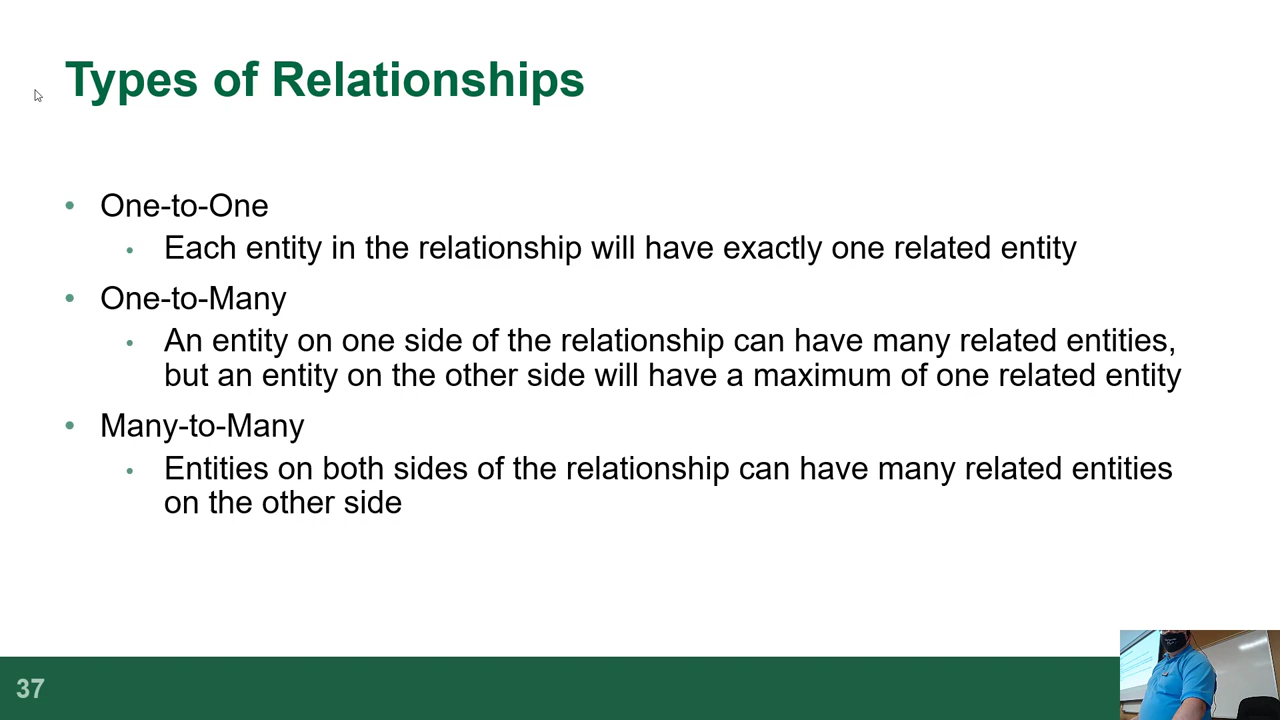 Types of Relationships
• One-to-One
• Each entity in the relationship will have exactly one related entity
• One-to-Many
• An entity on one side of the relationship can have many related entities,
but an entity on the other side will have a maximum of one related entity
• Many-to-Many
• Entities on both sides of the relationship can have many related entities
on the other side
37